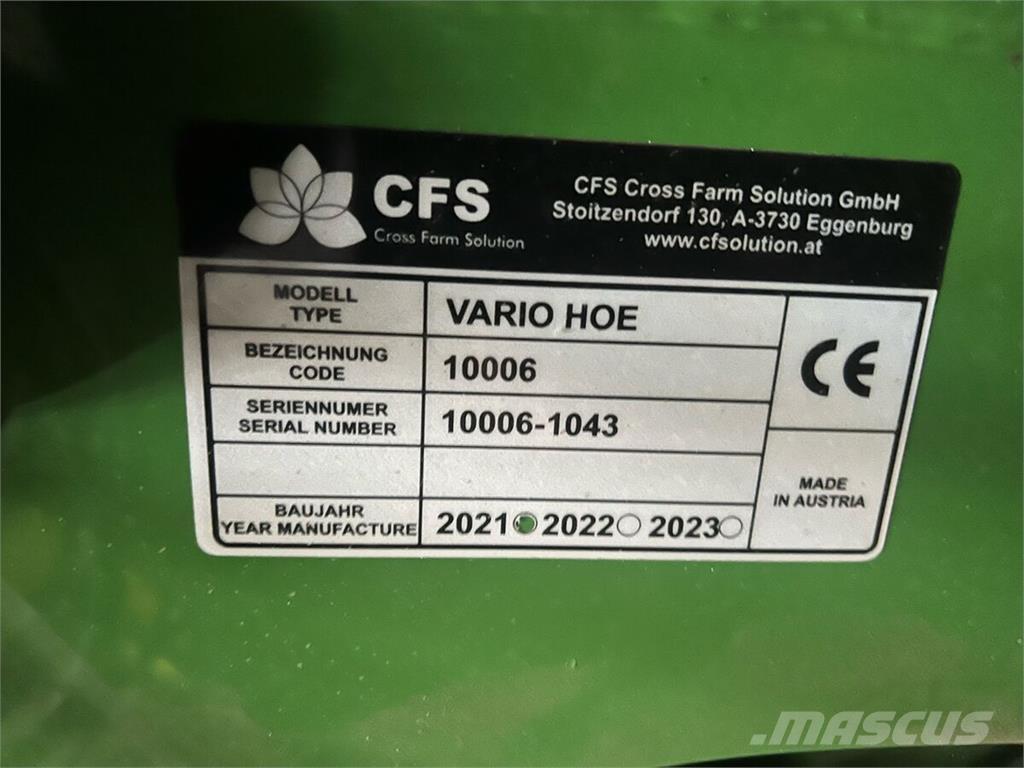 CFS
Cross Farm Solution
CFS Cross Farm Solution GmbH
Stoitzendorf 130, A-3730 Eggenburg
www.cfsolution.at
MODELL
TYPE
VARIO HOE
BEZEICHNUNG
CODE
10006
SERIENNUMER
SERIAL NUMBER
10006-1043
BAUJAHR
YEAR MANUFACTURE
2021 2022 2023
CE
MADE
IN AUSTRIA
MASCUS